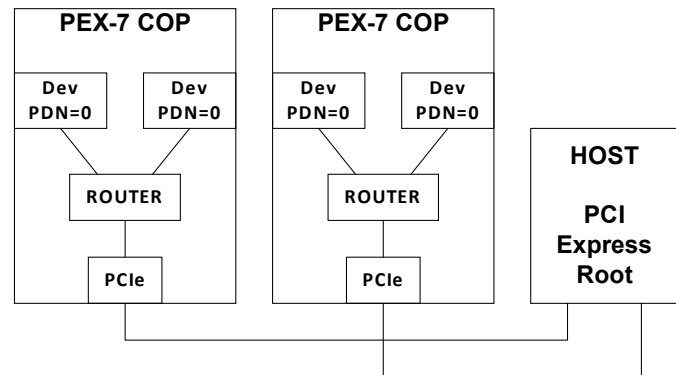 PEX-7 COP
Dev
PDN=0
Dev
PDN=0
ROUTER
PCIe
PEX-7 COP
Dev
PDN=0
Dev
PDN=0
ROUTER
PCIe
HOST
PCI
Express
Root